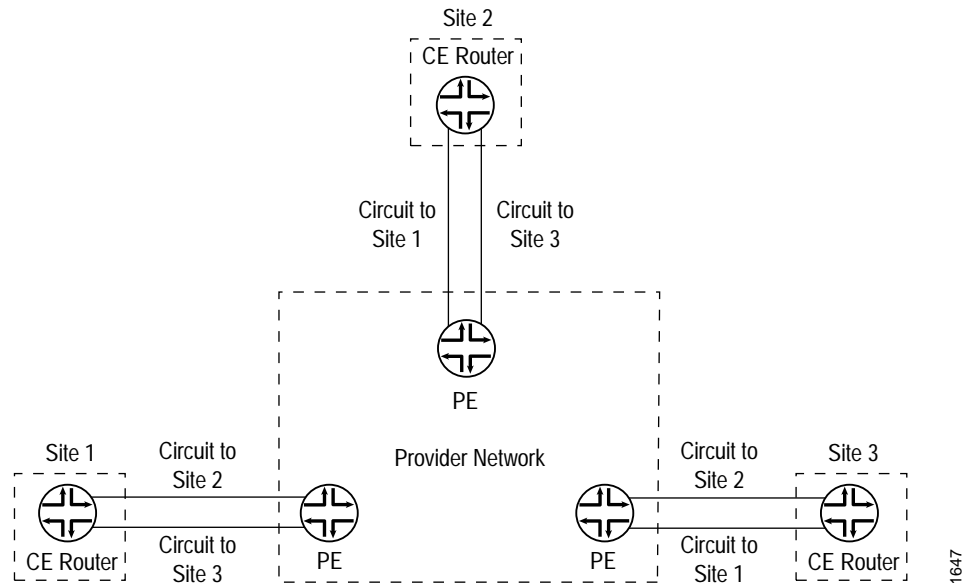 Site 2
CE Router
Circuit to
Site 1
Circuit to
Site 3
PE
Provider Network
Site 1
Circuit to
Site 2
CE Router
Circuit to
Site 3
PE
Circuit to
Site 2
Site 3
PE
Circuit to
Site 1
CE Router
1647